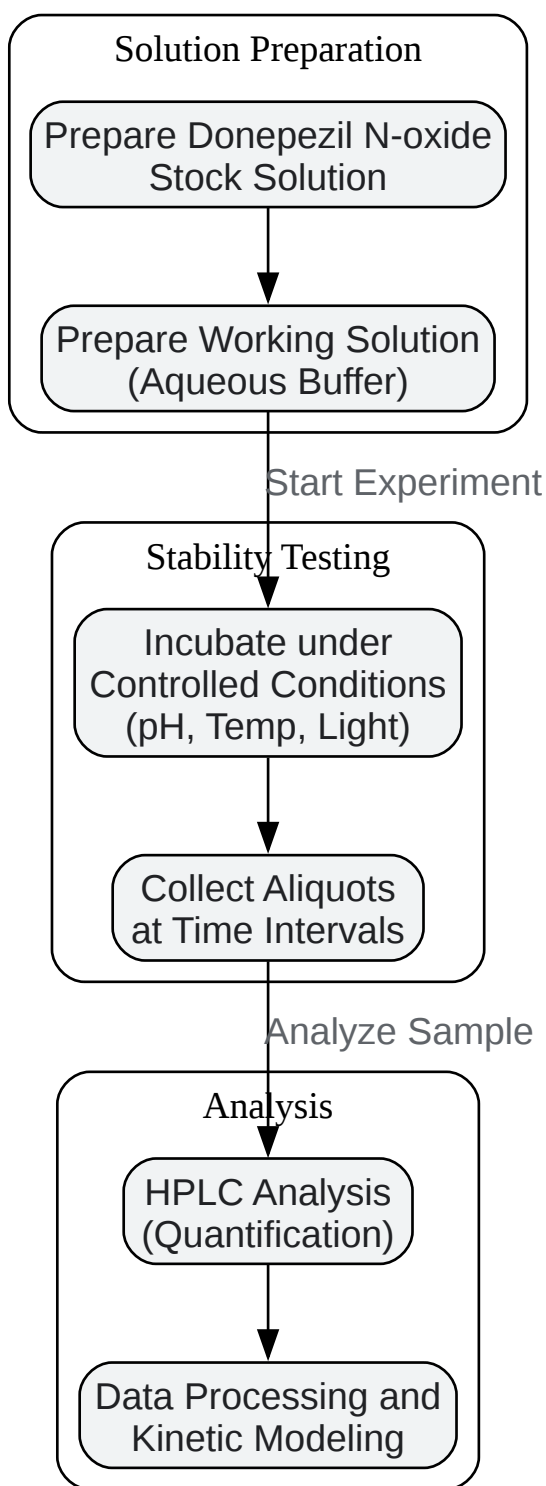 Solution Preparation
Prepare Donepezil N-oxide
Stock Solution
Prepare Working Solution
(Aqueous Buffer)
Start Experiment
Stability Testing
Incubate under
Controlled Conditions
(pH, Temp, Light)
Collect Aliquots
at Time Intervals
Analyze Sample
Analysis
HPLC Analysis
(Quantification)
Data Processing and
Kinetic Modeling